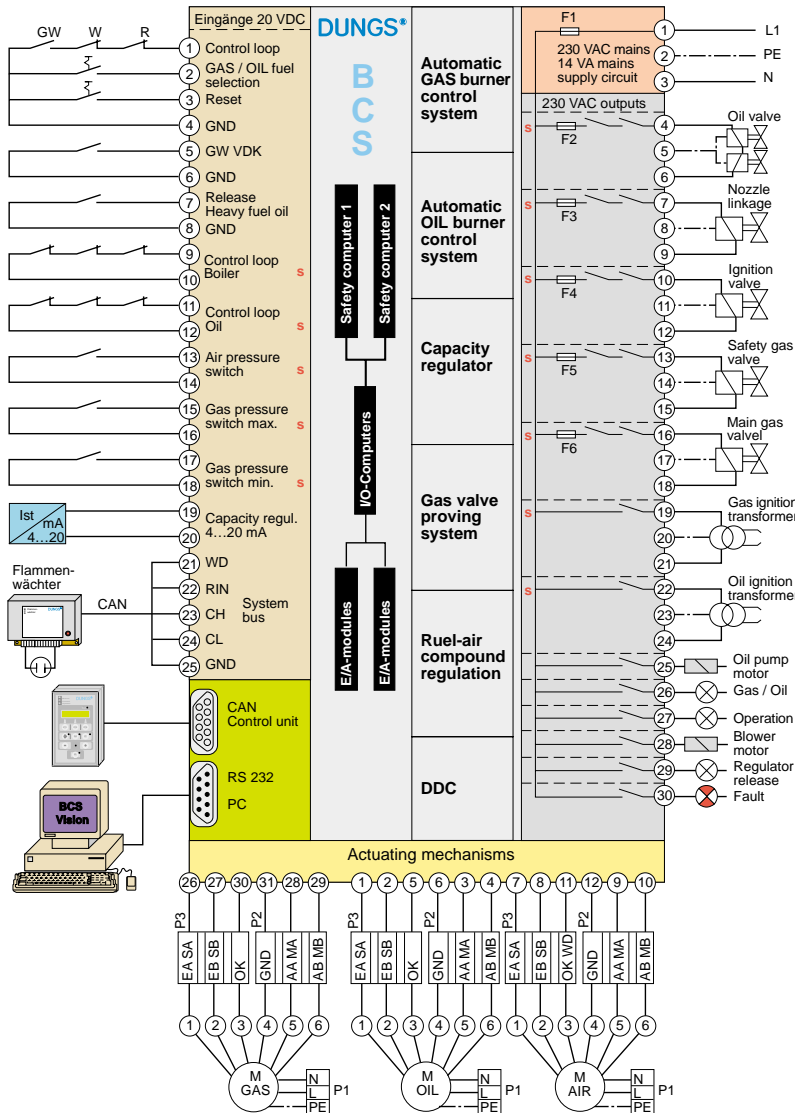 GW W R
Eingänge 20 VDC
1 Control loop
2 GAS / OIL fuel
selection
3 Reset
4 GND
5 GW VDK
6 GND
7 Release
Heavy fuel oil
8 GND
9 Control loop
10 Boiler s
11 Control loop
12 Oil s
13 Air pressure
14 switch s
15 Gas pressure
16 switch max. s
17 Gas pressure
18 switch min. s
Ist mA
4...20
19 Capacity regul.
20 4...20 mA
Flammen-
wächter
CAN
DUNGS
21 WD
22 RIN
23 CH System
bus
24 CL
25 GND
DUNGS
CAN
Control unit
RS 232
PC
BCS
Vision
DUNGS®
B
C
S
Safety computer 1
Safety computer 2
I/O-Computers
E/A-modules
E/A-modules
Automatic
GAS burner
control
system
Automatic
OIL burner
control
system
Capacity
regulator
Gas valve
proving
system
Ruel-air
compound
regulation
DDC
F1 1 L1
230 VAC mains
14 VA mains
supply circuit
2 PE
3 N
230 VAC outputs
s F2 4 Oil valve
5
6
s F3 7 Nozzle
linkage
8
9
s F4 10 Ignition
valve
11
12
s F5 13 Safety gas
valve
14
15
s F6 16 Main gas
valvel
17
18
s 19 Gas ignition
transformer
20
21
s 22 Oil ignition
transformer
23
24
25 Oil pump
motor
26 Gas / Oil
27 Operation
28 Blower
motor
29 Regulator
release
30 Fault
Actuating mechanisms
26 27 30 31 28 29 1 2 5 6 3 4 7 8 11 12 9 10
P3 P2 P3 P2 P3 P2
EA SA EB SB OK GND AA MA AB MB
EA SA EB SB OK GND AA MA AB MB
EA SA EB SB OK WD GND AA MA AB MB
1 2 3 4 5 6 1 2 3 4 5 6 1 2 3 4 5 6
M
GAS
N
L
PE
P1
M
OIL
N
L
PE
P1
M
AIR
N
L
PE
P1